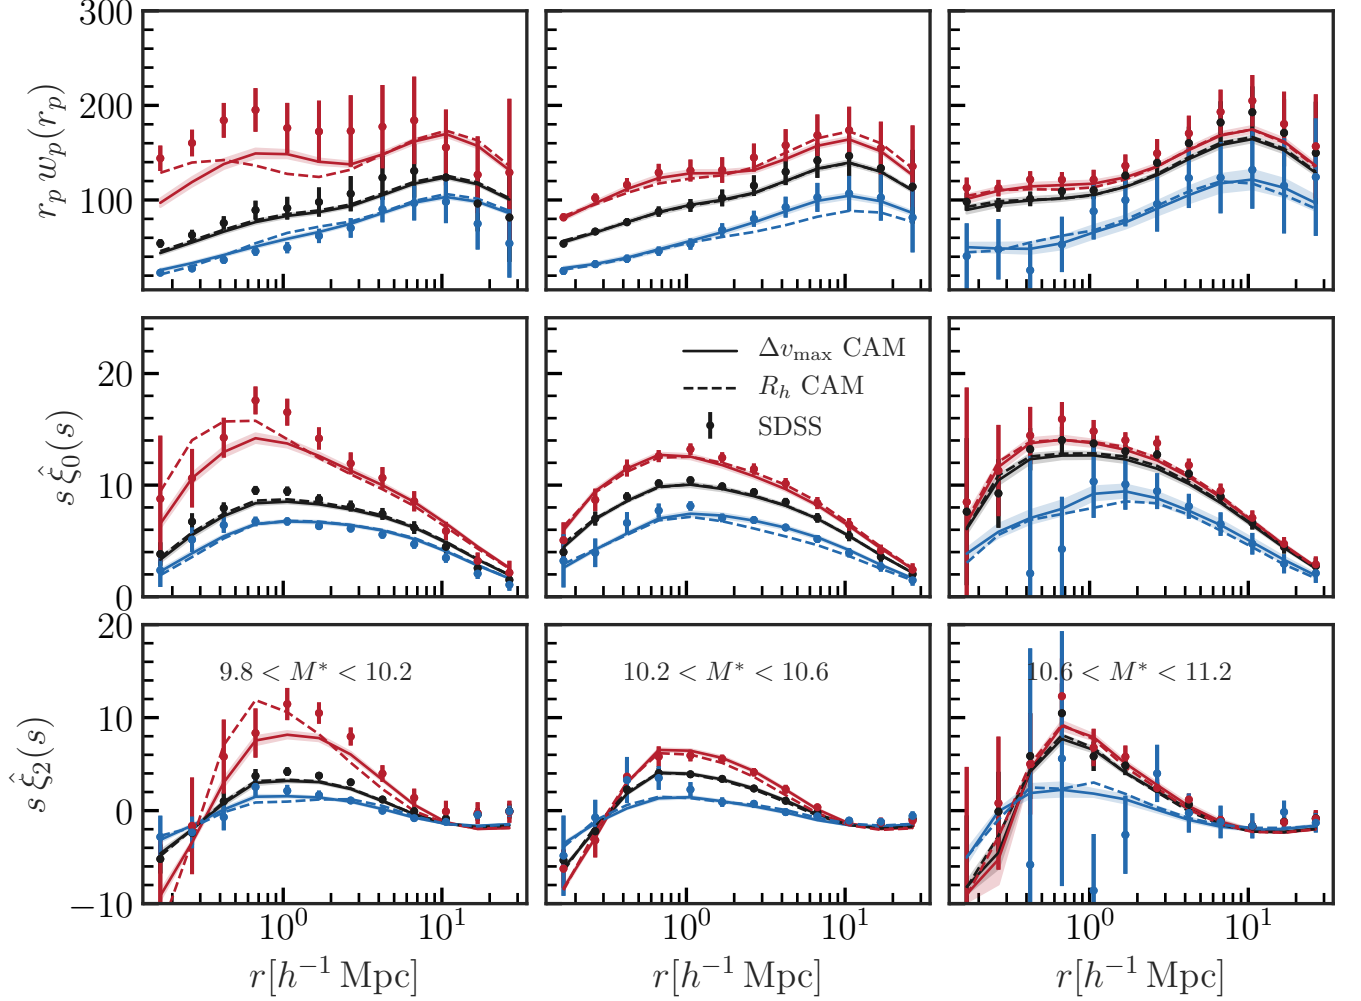 300
200
100
r_p w_p(r_p)
20
10
0
s ξ̂_0(s)
Δv_max CAM
R_h CAM
SDSS
20
10
0
−10
s ξ̂_2(s)
9.8 < M* < 10.2
10.2 < M* < 10.6
10.6 < M* < 11.2
10^0 10^1 10^0 10^1 10^0 10^1
r[h^−1 Mpc] r[h^−1 Mpc] r[h^−1 Mpc]